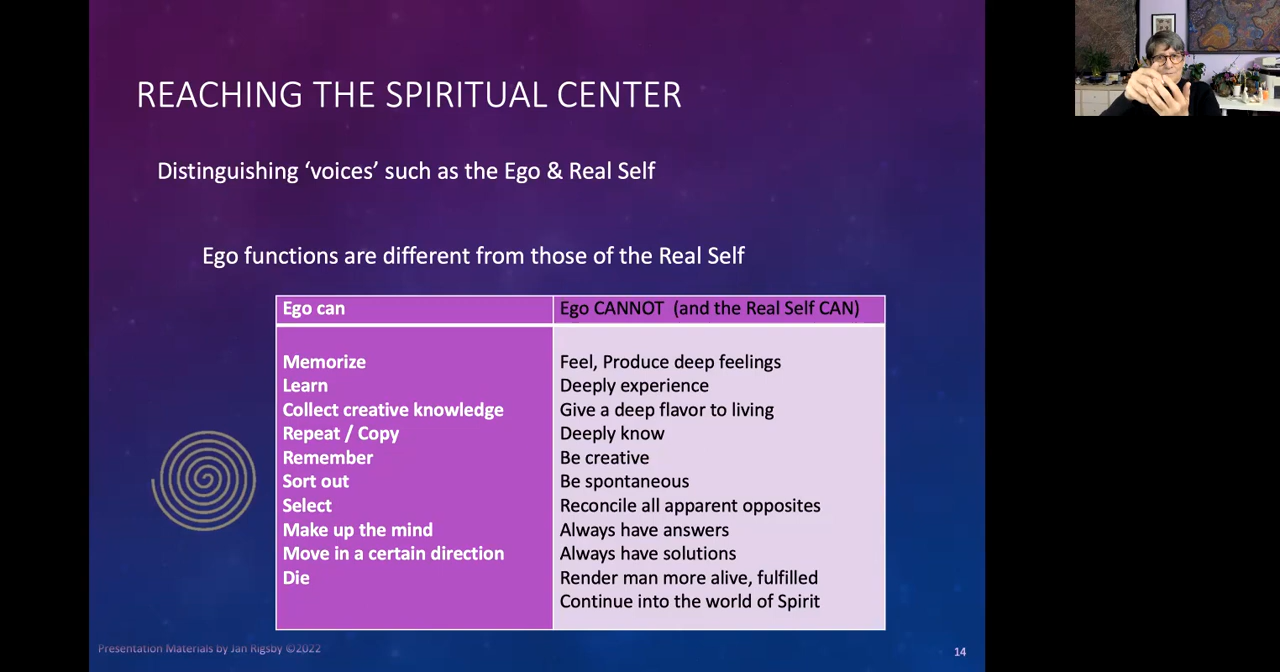 REACHING THE SPIRITUAL CENTER
Distinguishing ‘voices’ such as the Ego & Real Self
Ego functions are different from those of the Real Self
Ego can
Ego CANNOT  (and the Real Self CAN)
Memorize
Learn
Collect creative knowledge
Repeat / Copy
Remember
Sort out
Select
Make up the mind
Move in a certain direction
Die
Feel, Produce deep feelings
Deeply experience
Give a deep flavor to living
Deeply know
Be creative
Be spontaneous
Reconcile all apparent opposites
Always have answers
Always have solutions
Render man more alive, fulfilled
Continue into the world of Spirit
Presentation Materials by Jan Rigsby ©2022
14